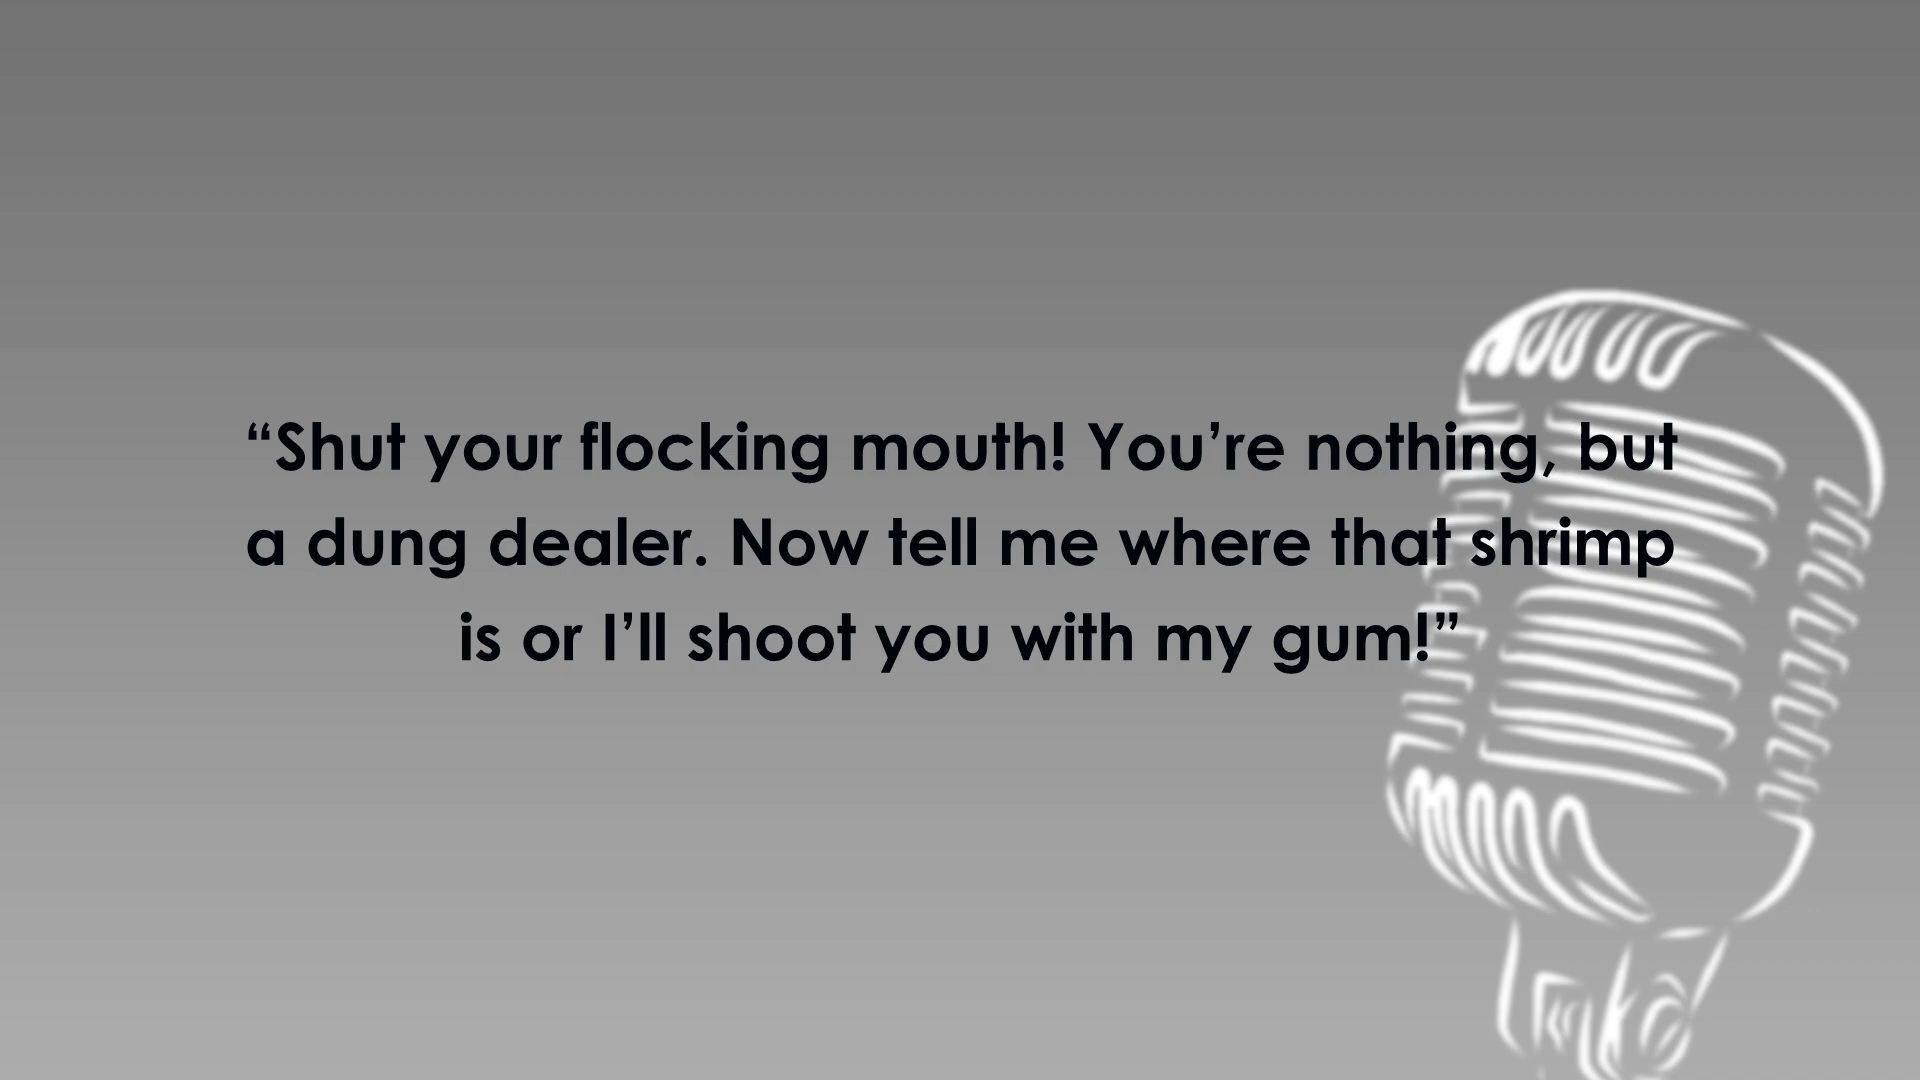 “Shut your flocking mouth! You’re nothing, but
a dung dealer. Now tell me where that shrimp
is or I’ll shoot you with my gum!”